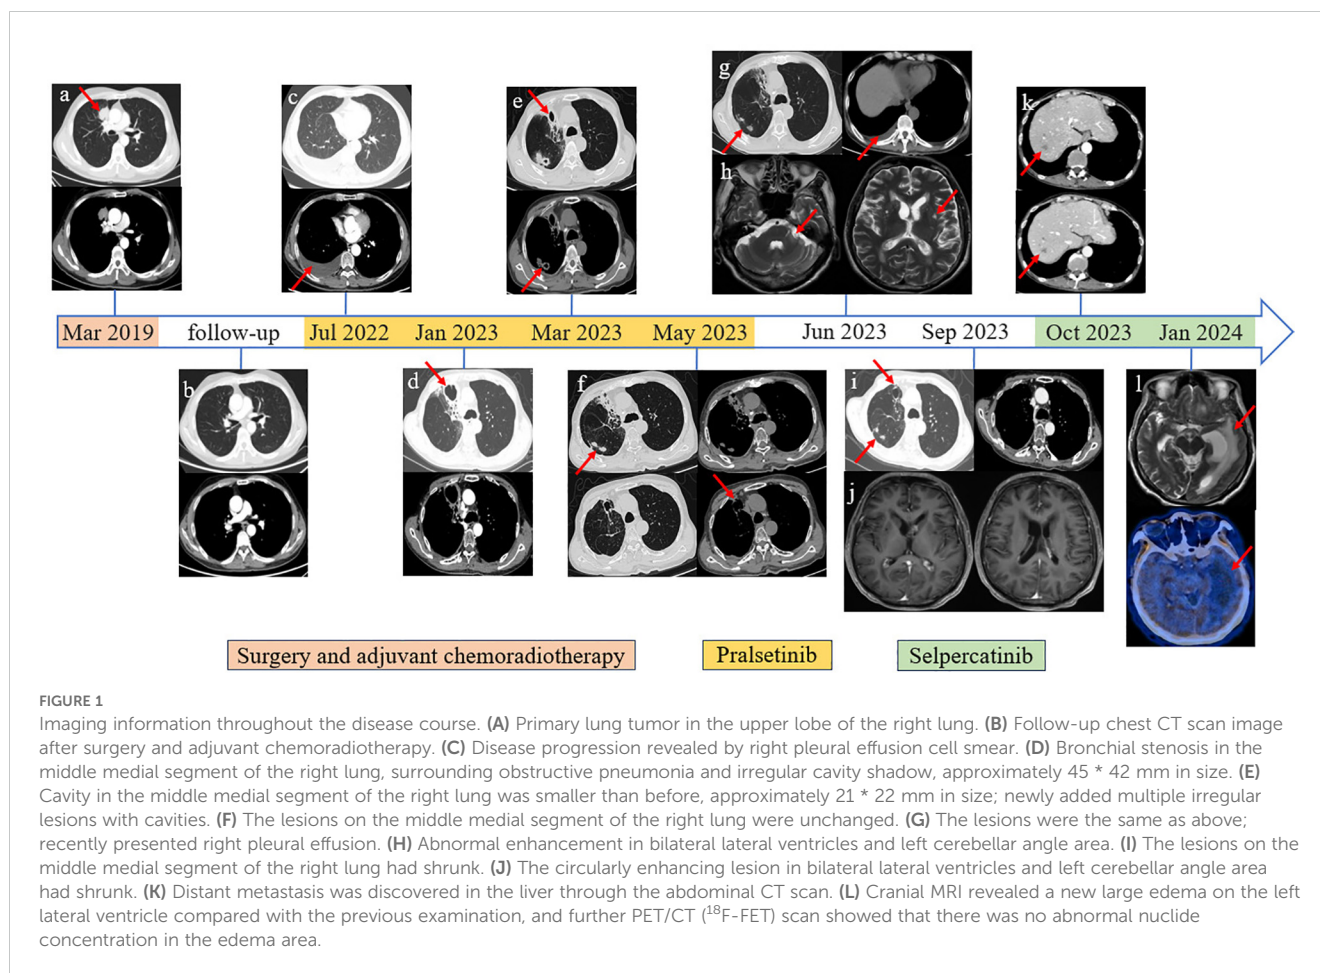 a
c
e
g
h
k
Mar 2019
follow-up
Jul 2022
Jan 2023
Mar 2023
May 2023
Jun 2023
Sep 2023
Oct 2023
Jan 2024
b
d
f
i
j
l
Surgery and adjuvant chemoradiotherapy
Pralsetinib
Selpercatinib
FIGURE 1
Imaging information throughout the disease course. (A) Primary lung tumor in the upper lobe of the right lung. (B) Follow-up chest CT scan image
after surgery and adjuvant chemoradiotherapy. (C) Disease progression revealed by right pleural effusion cell smear. (D) Bronchial stenosis in the
middle medial segment of the right lung, surrounding obstructive pneumonia and irregular cavity shadow, approximately 45 * 42 mm in size. (E)
Cavity in the middle medial segment of the right lung was smaller than before, approximately 21 * 22 mm in size; newly added multiple irregular
lesions with cavities. (F) The lesions on the middle medial segment of the right lung were unchanged. (G) The lesions were the same as above;
recently presented right pleural effusion. (H) Abnormal enhancement in bilateral lateral ventricles and left cerebellar angle area. (I) The lesions on the
middle medial segment of the right lung had shrunk. (J) The circularly enhancing lesion in bilateral lateral ventricles and left cerebellar angle area
had shrunk. (K) Distant metastasis was discovered in the liver through the abdominal CT scan. (L) Cranial MRI revealed a new large edema on the left
lateral ventricle compared with the previous examination, and further PET/CT (¹⁸F-FET) scan showed that there was no abnormal nuclide
concentration in the edema area.